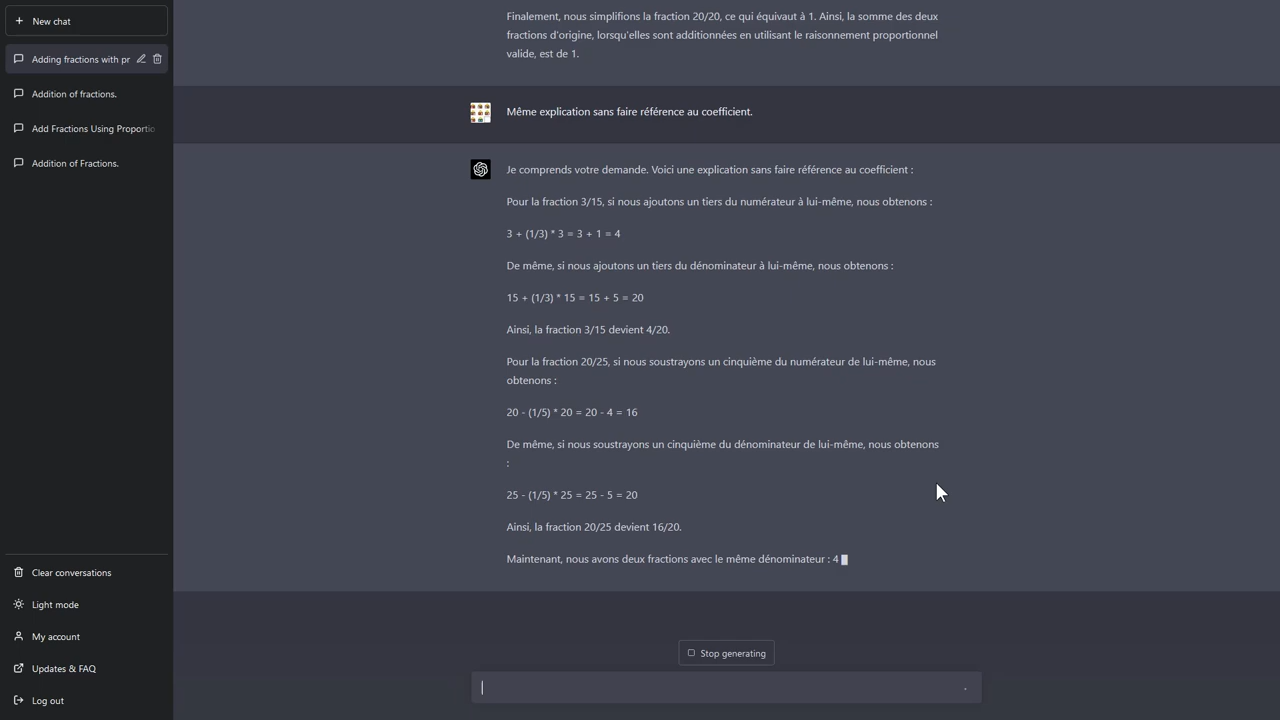 New chat
Adding fractions with pr
Addition of fractions.
Add Fractions Using Proportio
Addition of Fractions.
Clear conversations
Light mode
My account
Updates & FAQ
Log out
Finalement, nous simplifions la fraction 20/20, ce qui équivaut à 1. Ainsi, la somme des deux
fractions d'origine, lorsqu'elles sont additionnées en utilisant le raisonnement proportionnel
valide, est de 1.
Même explication sans faire référence au coefficient.
Je comprends votre demande. Voici une explication sans faire référence au coefficient :
Pour la fraction 3/15, si nous ajoutons un tiers du numérateur à lui-même, nous obtenons :
3 + (1/3) * 3 = 3 + 1 = 4
De même, si nous ajoutons un tiers du dénominateur à lui-même, nous obtenons :
15 + (1/3) * 15 = 15 + 5 = 20
Ainsi, la fraction 3/15 devient 4/20.
Pour la fraction 20/25, si nous soustrayons un cinquième du numérateur de lui-même, nous
obtenons :
20 - (1/5) * 20 = 20 - 4 = 16
De même, si nous soustrayons un cinquième du dénominateur de lui-même, nous obtenons
:
25 - (1/5) * 25 = 25 - 5 = 20
Ainsi, la fraction 20/25 devient 16/20.
Maintenant, nous avons deux fractions avec le même dénominateur : 4
Stop generating